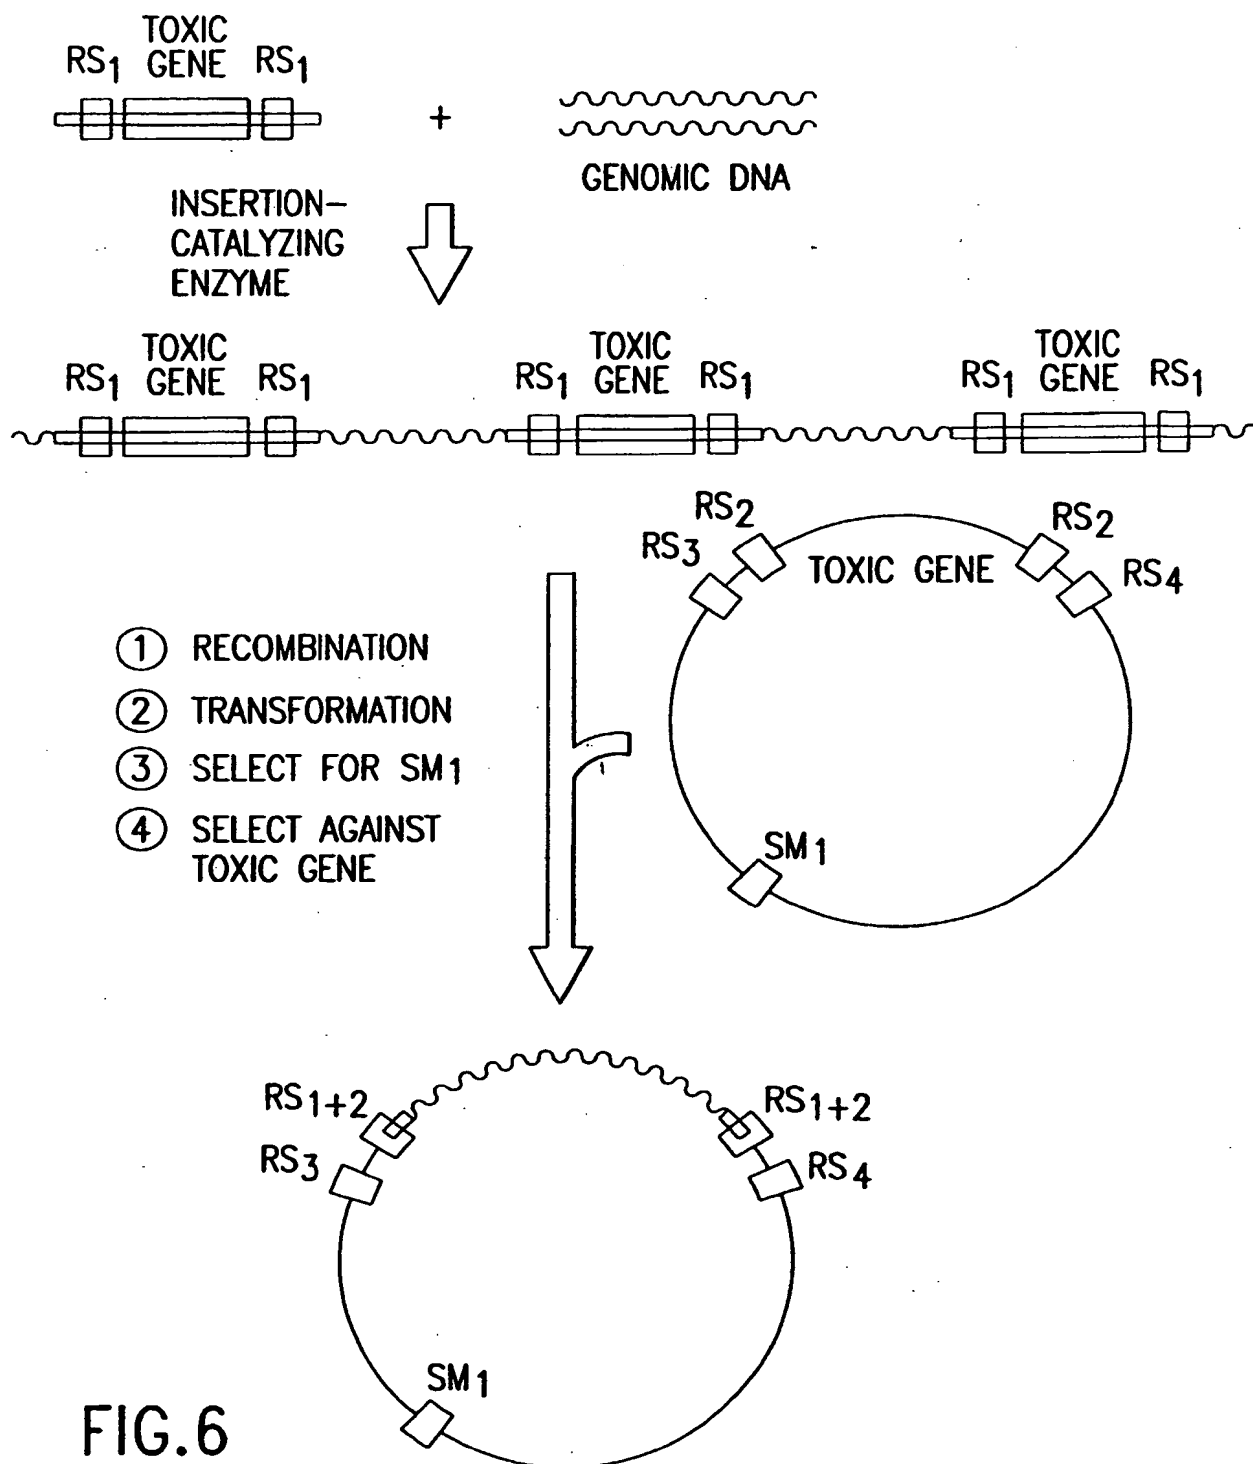 TOXIC
RS1 GENE RS1
+
GENOMIC DNA
INSERTION-
CATALYZING
ENZYME
TOXIC
RS1 GENE RS1
TOXIC
RS1 GENE RS1
TOXIC
RS1 GENE RS1
RS2
RS3
TOXIC GENE
RS2
RS4
1 RECOMBINATION
2 TRANSFORMATION
3 SELECT FOR SM1
4 SELECT AGAINST
TOXIC GENE
SM1
RS1+2
RS3
RS1+2
RS4
SM1
FIG.6